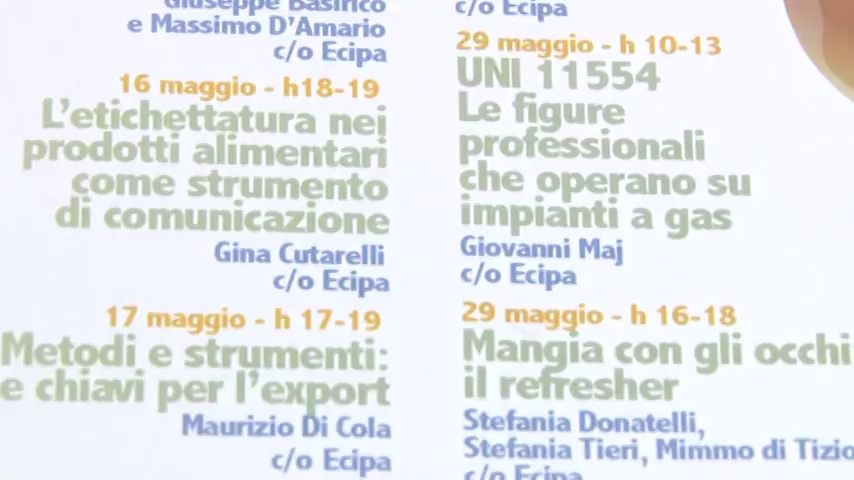 Giuseppe Basirico
e Massimo D'Amario
c/o Ecipa
16 maggio - h18-19
L'etichettatura nei
prodotti alimentari
come strumento
di comunicazione
Gina Cutarelli
c/o Ecipa
17 maggio - h 17-19
Metodi e strumenti:
e chiavi per l'export
Maurizio Di Cola
c/o Ecipa
c/o Ecipa
29 maggio - h 10-13
UNI 11554
Le figure
professionali
che operano su
impianti a gas
Giovanni Maj
c/o Ecipa
29 maggio - h 16-18
Mangia con gli occhi
il refresher
Stefania Donatelli,
Stefania Tieri, Mimmo di Tizio
c/o Ecipa